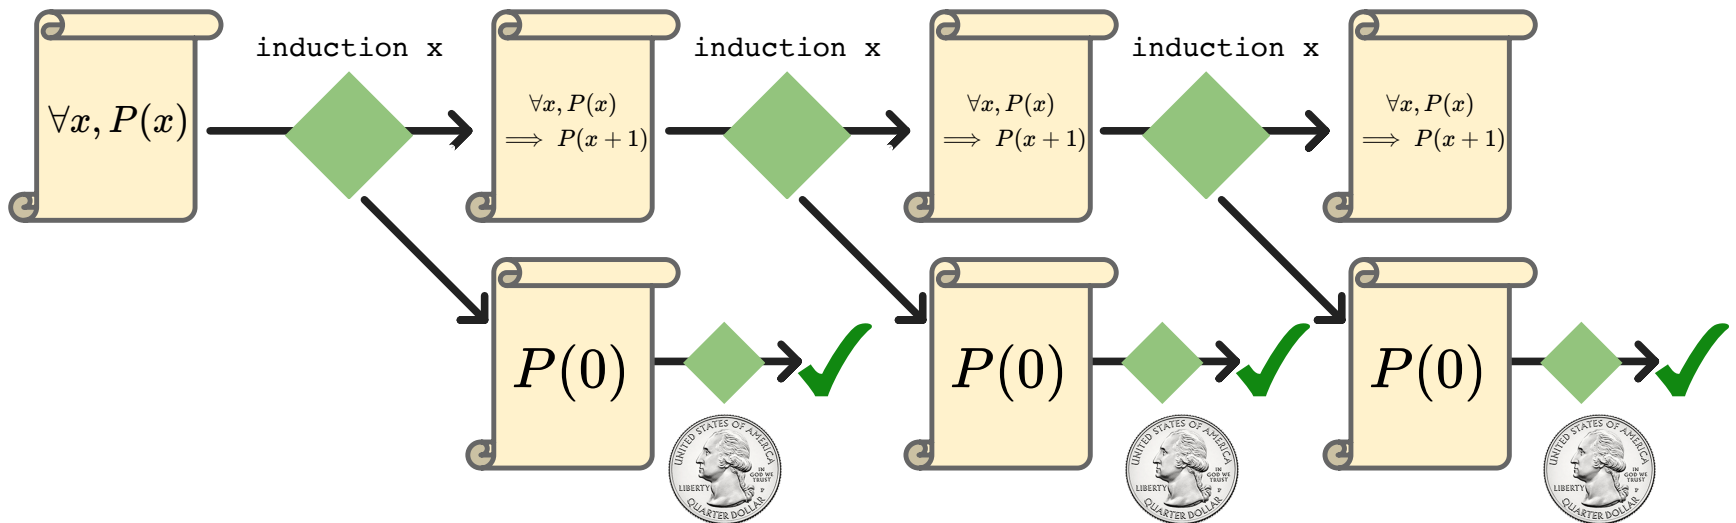 induction x
induction x
induction x
∀x, P(x)
∀x, P(x)
⟹ P(x+1)
∀x, P(x)
⟹ P(x+1)
∀x, P(x)
⟹ P(x+1)
P(0)
P(0)
P(0)
UNITED STATES OF AMERICA
IN
GOD WE
TRUST
LIBERTY
P
QUARTER DOLLAR
UNITED STATES OF AMERICA
IN
GOD WE
TRUST
LIBERTY
P
QUARTER DOLLAR
UNITED STATES OF AMERICA
IN
GOD WE
TRUST
LIBERTY
P
QUARTER DOLLAR